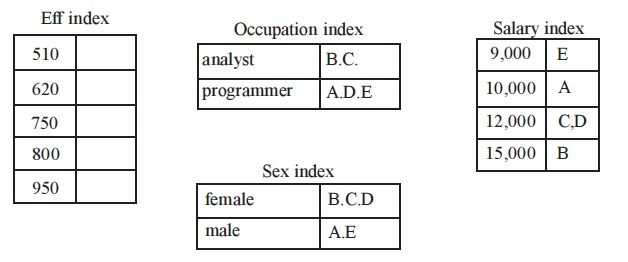 Eff index
510
620
750
800
950
Occupation index
analyst B.C.
programmer A.D.E
Sex index
female B.C.D
male A.E
Salary index
9,000 E
10,000 A
12,000 C,D
15,000 B